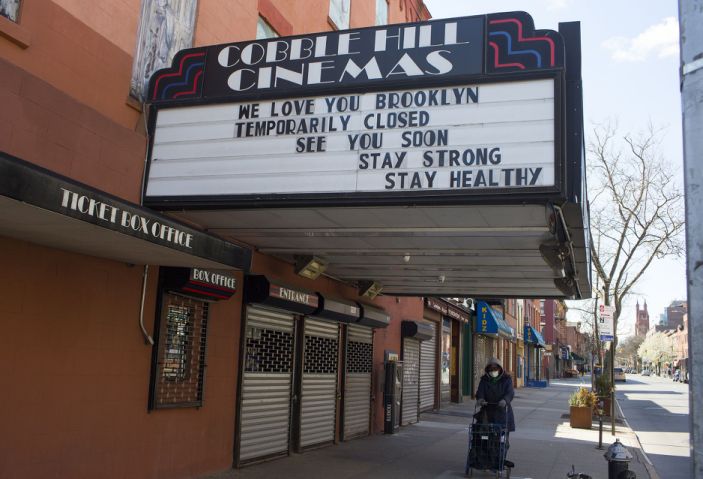 COBBLE HILL
CINEMAS
WE LOVE YOU BROOKLYN
TEMPORARILY CLOSED
SEE YOU SOON
STAY STRONG
STAY HEALTHY
TICKET BOX OFFICE
BOX OFFICE
ENTRANCE
KIDZ